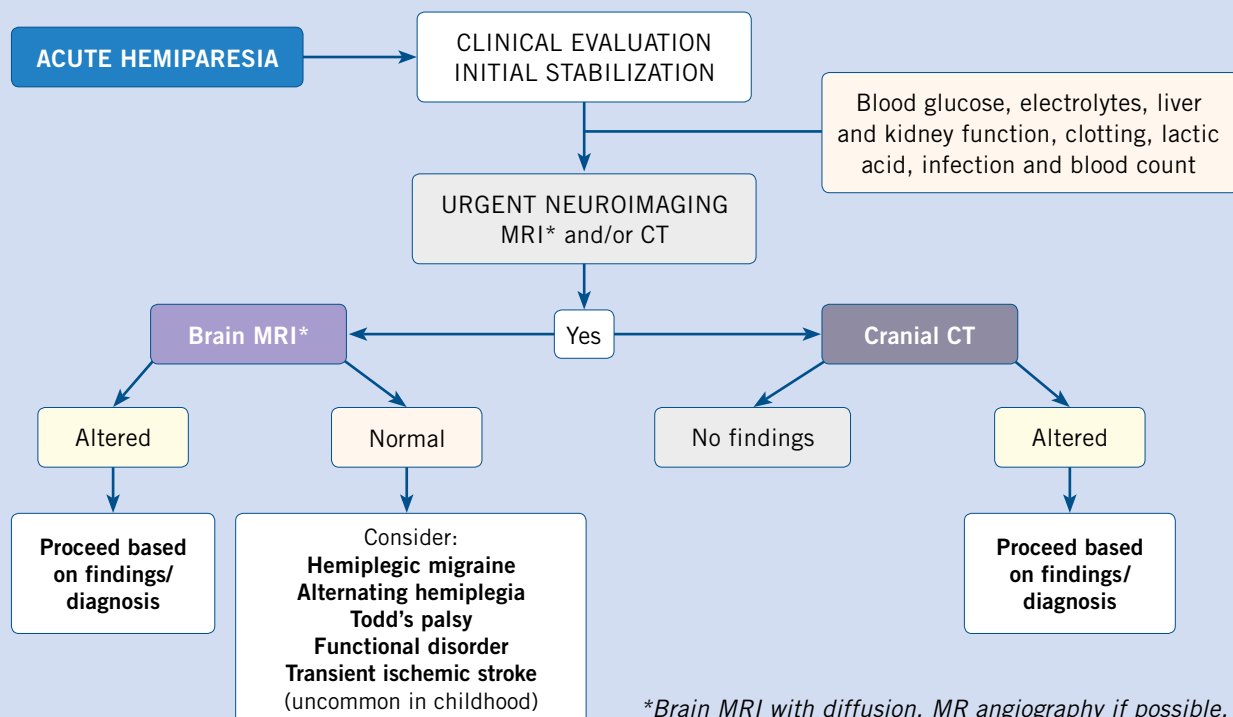 ACUTE HEMIPARESIA
CLINICAL EVALUATION
INITIAL STABILIZATION
Blood glucose, electrolytes, liver
and kidney function, clotting, lactic
acid, infection and blood count
URGENT NEUROIMAGING
MRI* and/or CT
Brain MRI*
Yes
Cranial CT
Altered
Normal
No findings
Altered
Proceed based
on findings/
diagnosis
Consider:
Hemiplegic migraine
Alternating hemiplegia
Todd's palsy
Functional disorder
Transient ischemic stroke
(uncommon in childhood)
Proceed based
on findings/
diagnosis
*Brain MRI with diffusion. MR angiography if possible.